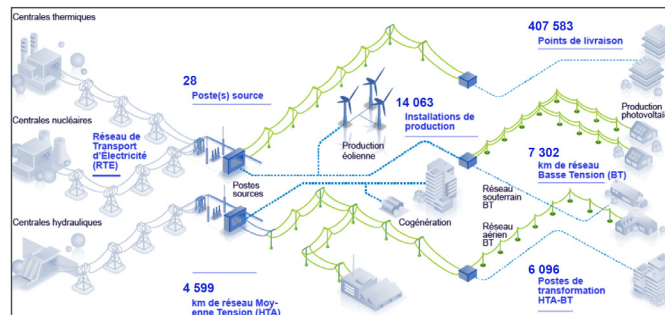 Centrales thermiques
407 583
Points de livraison
28
Poste(s) source
14 063
Installations
de production
Production
photovoltaïque
Centrales nucléaires
Réseau de
Transport
d'Electricité
(RTE)
Production
éolienne
7 302
km de réseau
Basse Tension (BT)
Postes
sources
Réseau
souterrain
BT
Centrales hydrauliques
Cogénération
Réseau
aérien
BT
4 599
km de réseau Moy-
enne Tension (HTA)
6 096
Postes de
transformation
HTA-BT